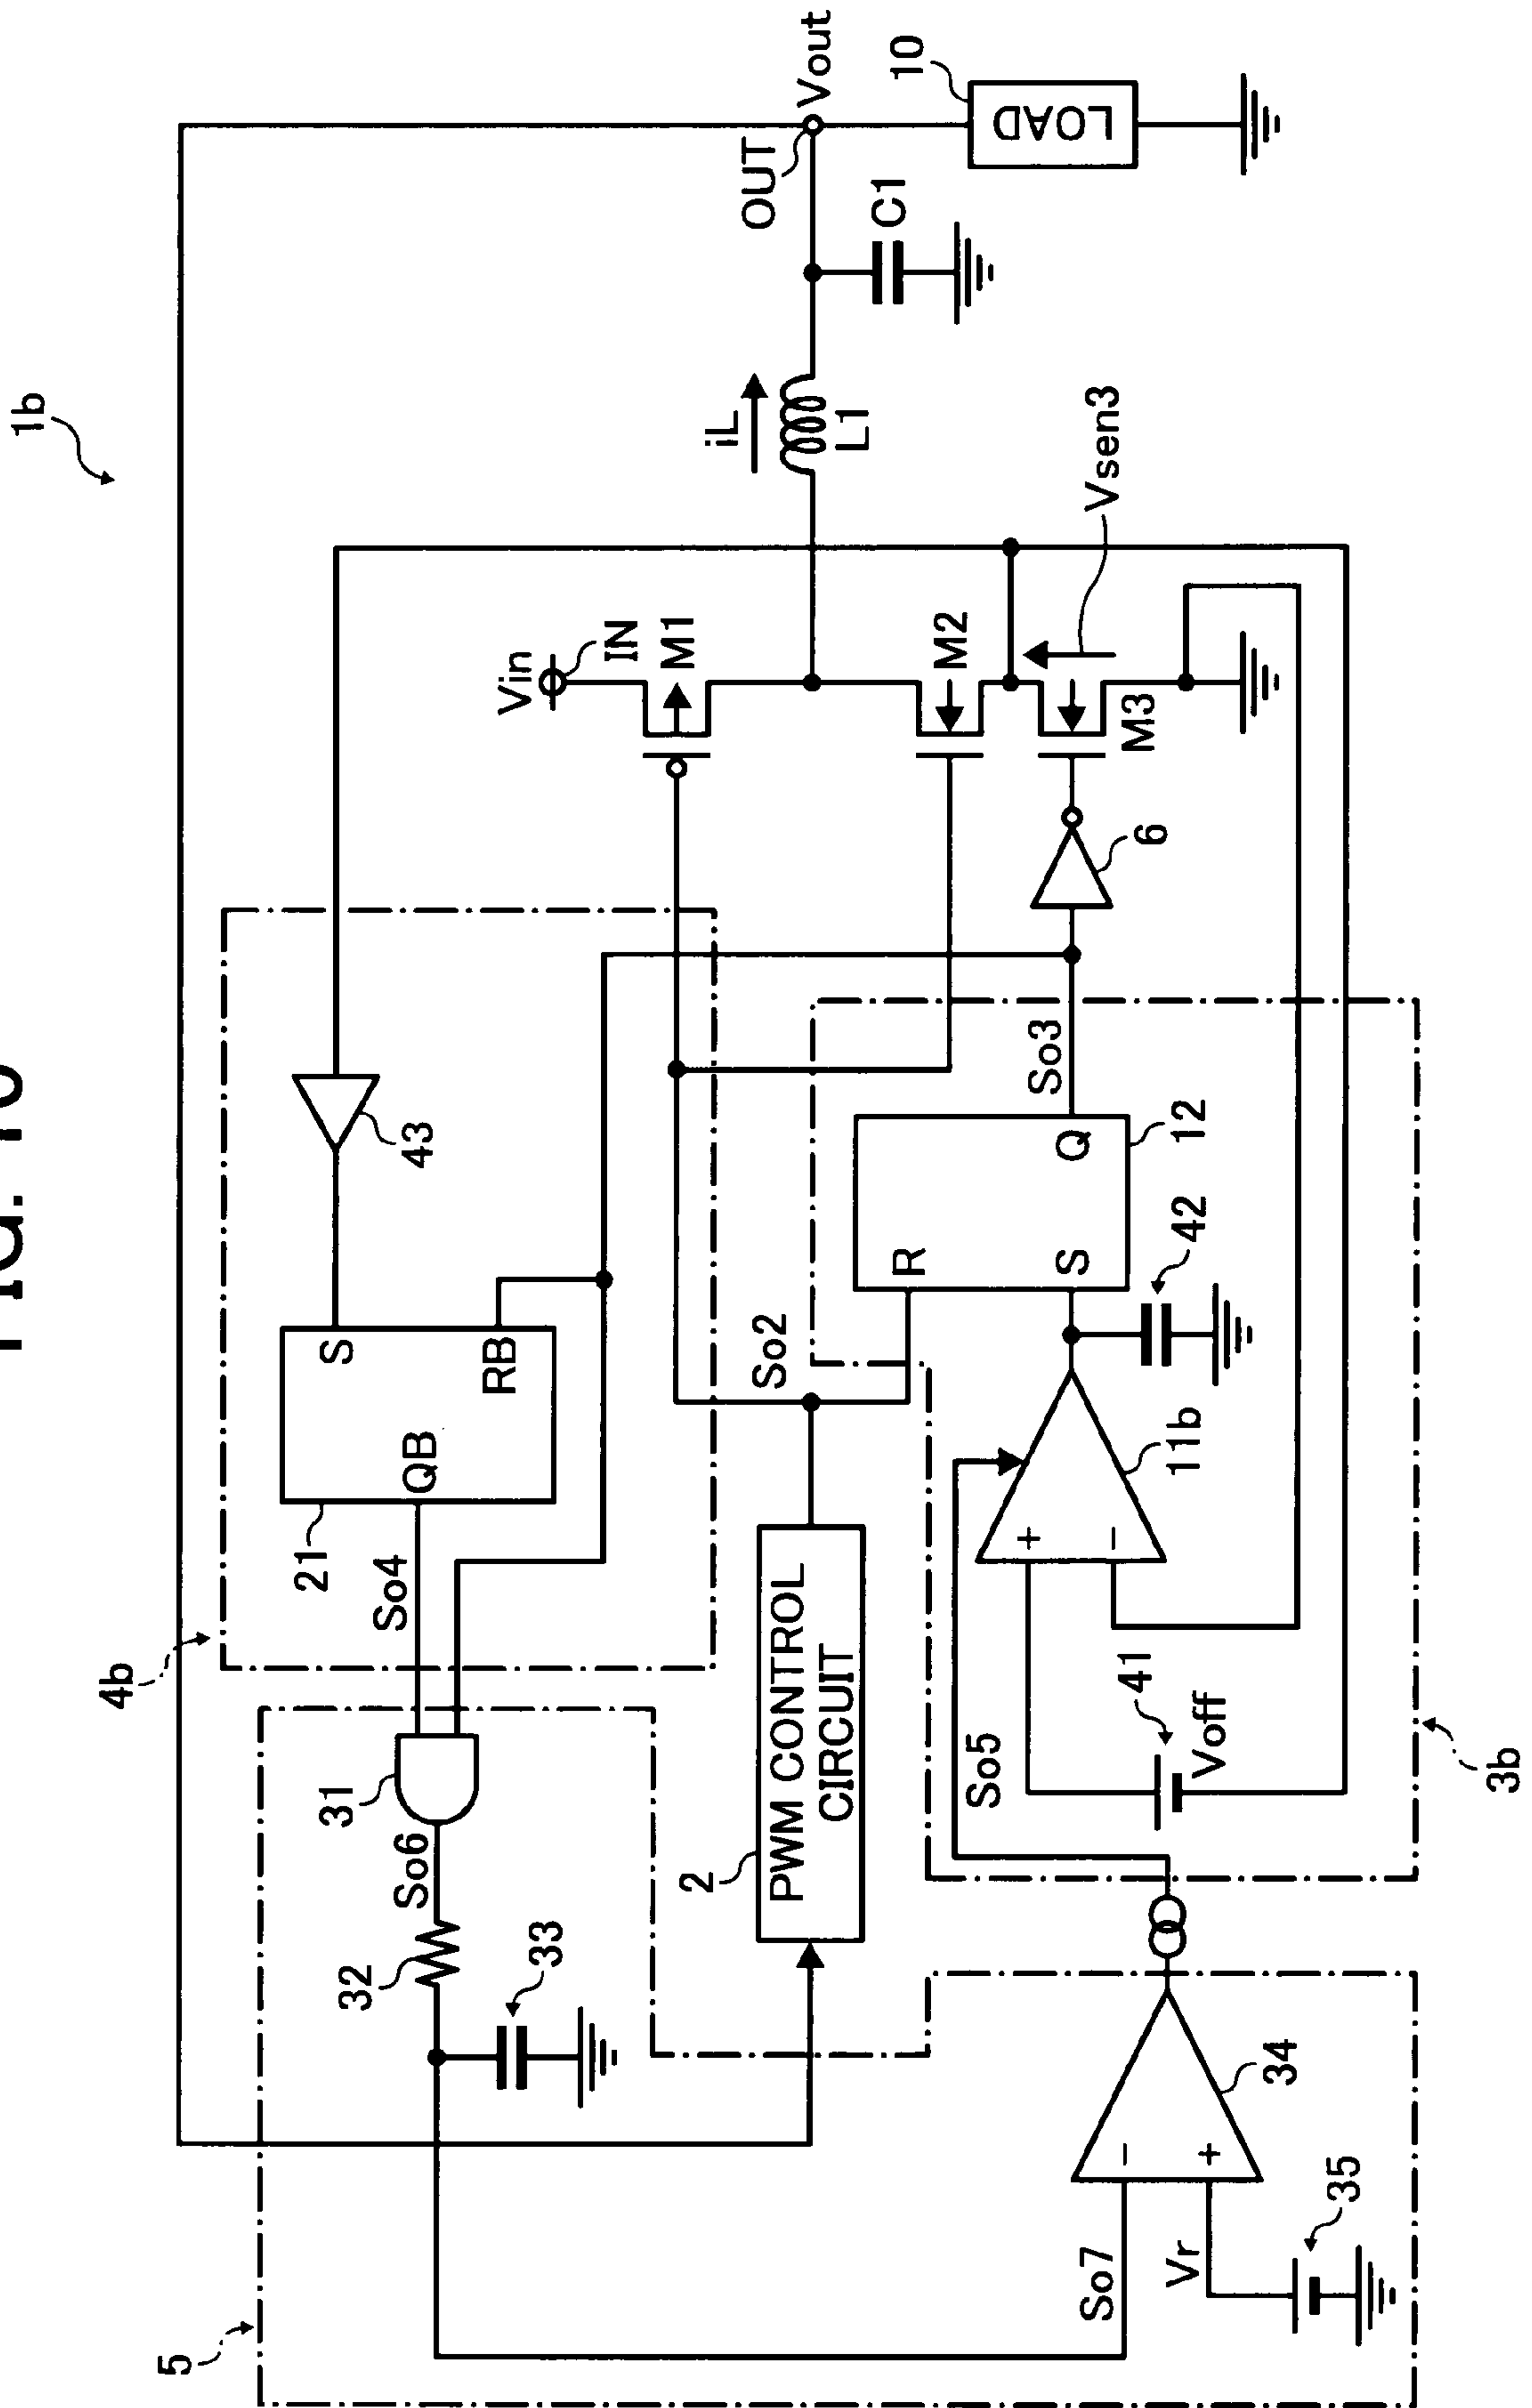 1b
Vout
OUT
10
LOAD
C1
iL
L1
Vin
IN
M1
M2
Vsen3
M3
6
4b
43
S
RB
QB
21
So4
So2
So3
R
S
Q
12
42
11b
+
-
31
So6
32
33
2
PWM CONTROL
CIRCUIT
So5
41
Voff
3b
5
34
-
+
So7
Vr
35